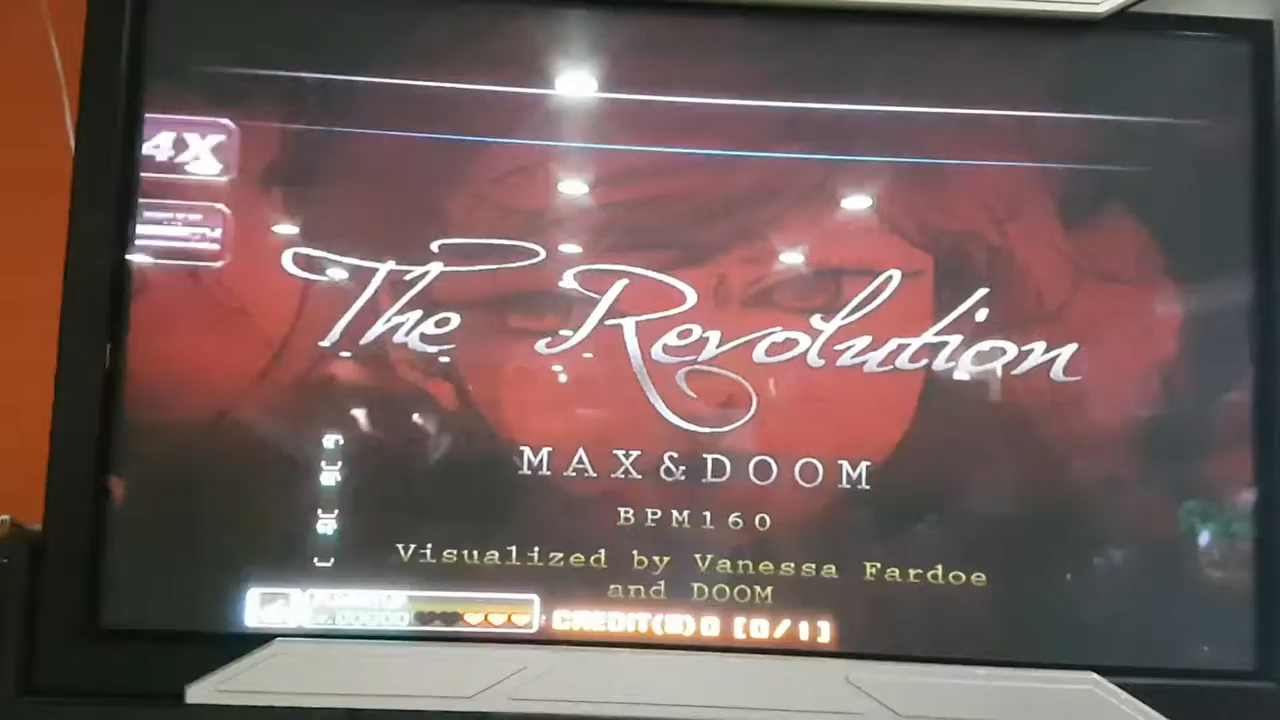 4X
The Revolution
MAX&DOOM
BPM160
Visualized by Vanessa Fardoe
and DOOM
CREDIT(S) 0 [0/1]